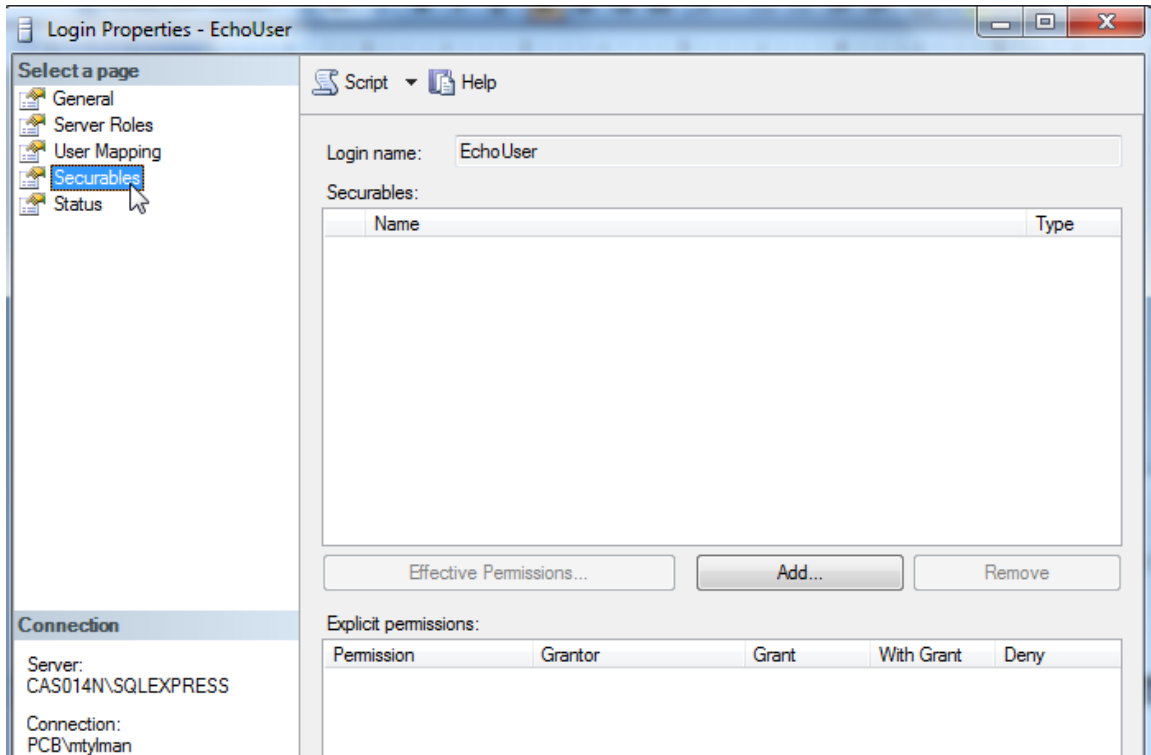 Login Properties - EchoUser
Select a page
General
Server Roles
User Mapping
Securables
Status
Script Help
Login name: EchoUser
Securables:
Name Type
Effective Permissions... Add... Remove
Explicit permissions:
Permission Grantor Grant With Grant Deny
Connection
Server:
CAS014N\SQLEXPRESS
Connection:
PCB\mtylman